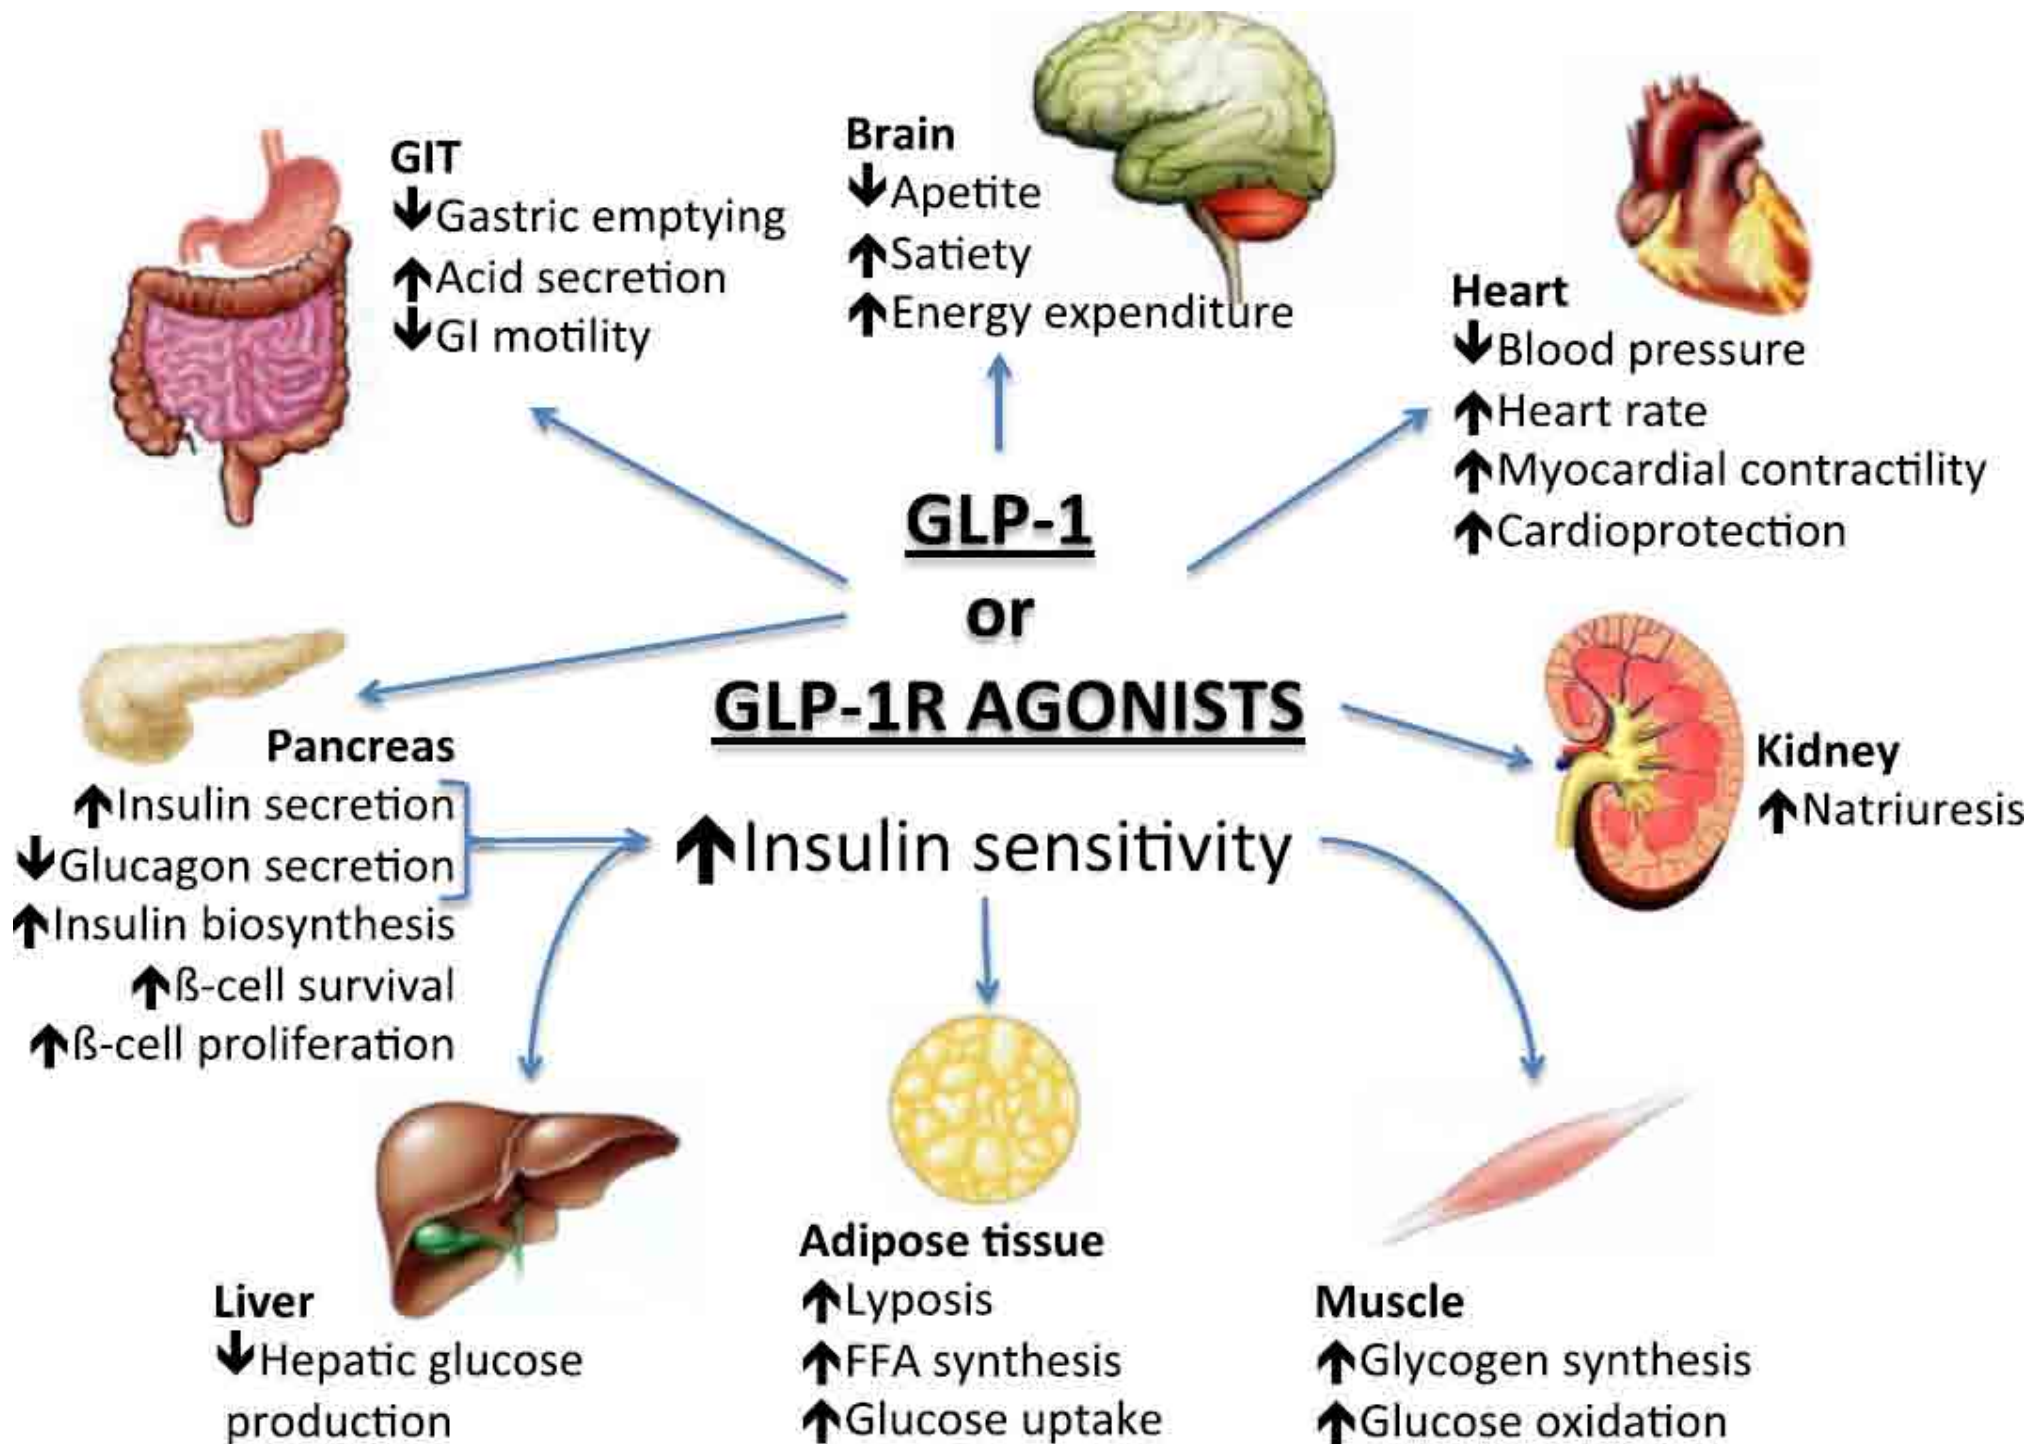 GIT
↓Gastric emptying
↑Acid secretion
↓GI motility
Brain
↓Apetite
↑Satiety
↑Energy expenditure
Heart
↓Blood pressure
↑Heart rate
↑Myocardial contractility
↑Cardioprotection
GLP-1
or
GLP-1R AGONISTS
Pancreas
↑Insulin secretion
↓Glucagon secretion
↑Insulin biosynthesis
↑ß-cell survival
↑ß-cell proliferation
↑Insulin sensitivity
Kidney
↑Natriuresis
Liver
↓Hepatic glucose
production
Adipose tissue
↑Lyposis
↑FFA synthesis
↑Glucose uptake
Muscle
↑Glycogen synthesis
↑Glucose oxidation